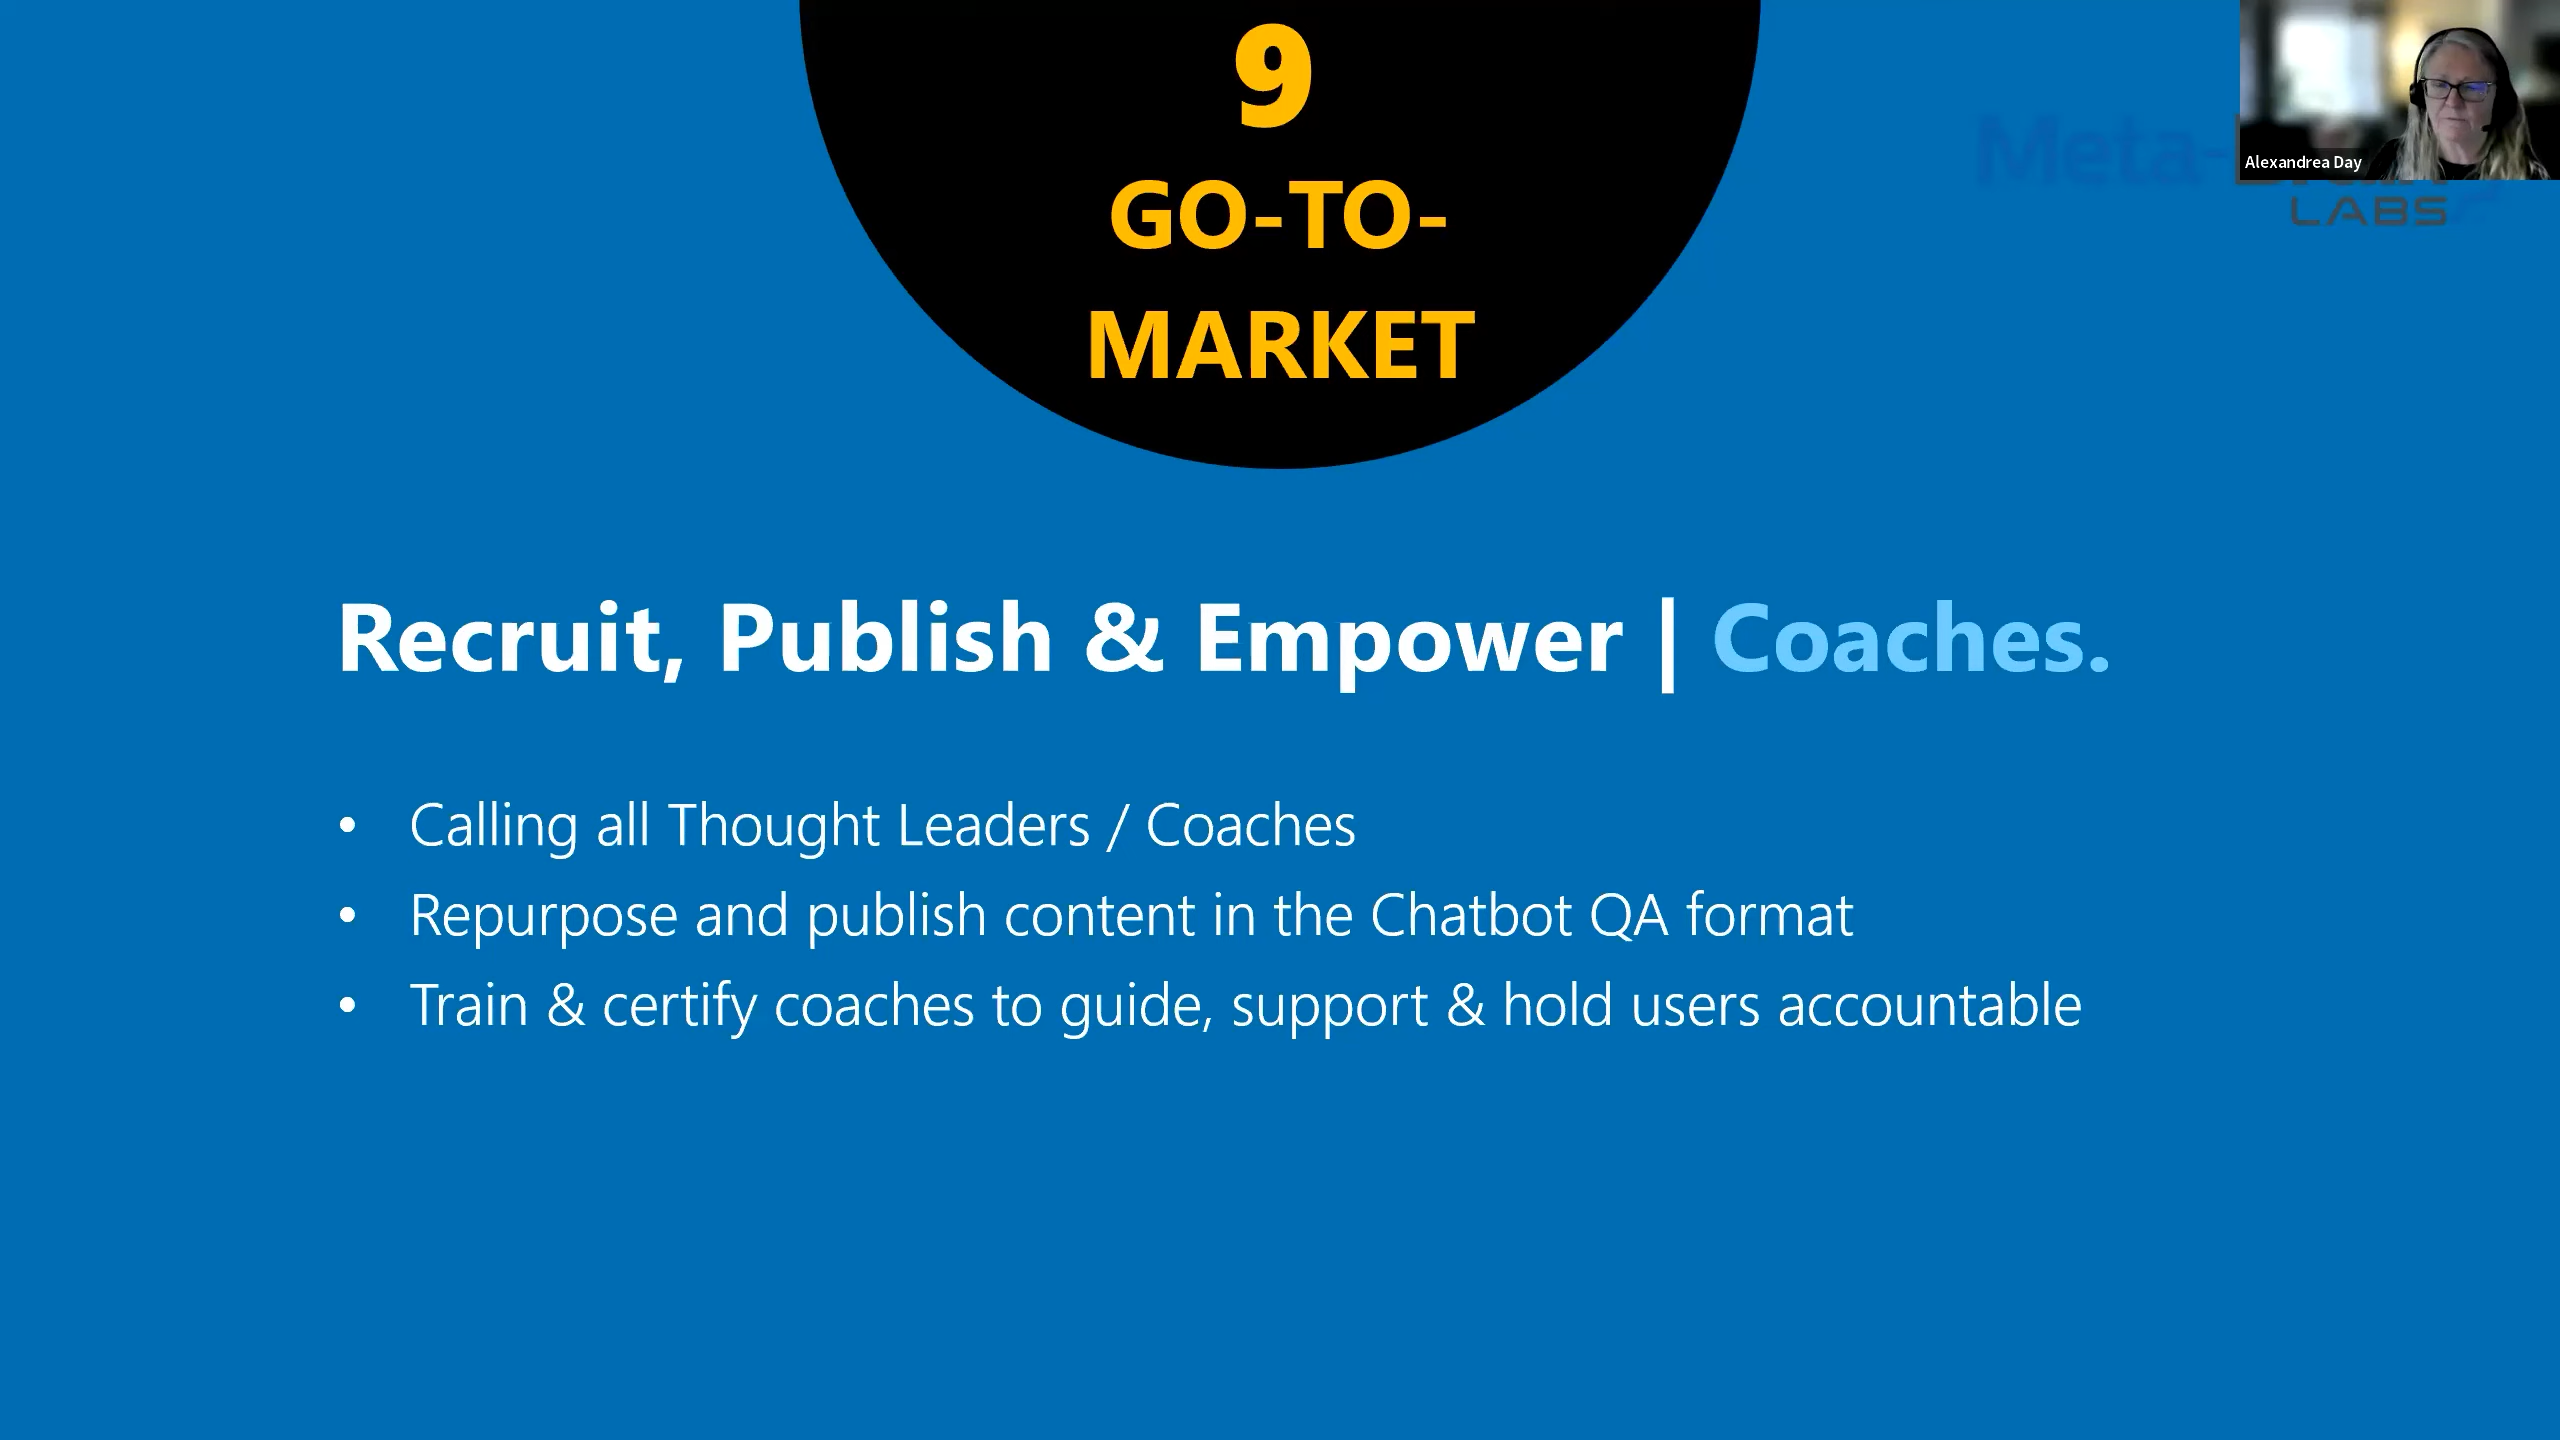 9
GO-TO-
MARKET
Alexandrea Day
Meta-
LABS
Recruit, Publish & Empower | Coaches.
• Calling all Thought Leaders / Coaches
• Repurpose and publish content in the Chatbot QA format
• Train & certify coaches to guide, support & hold users accountable